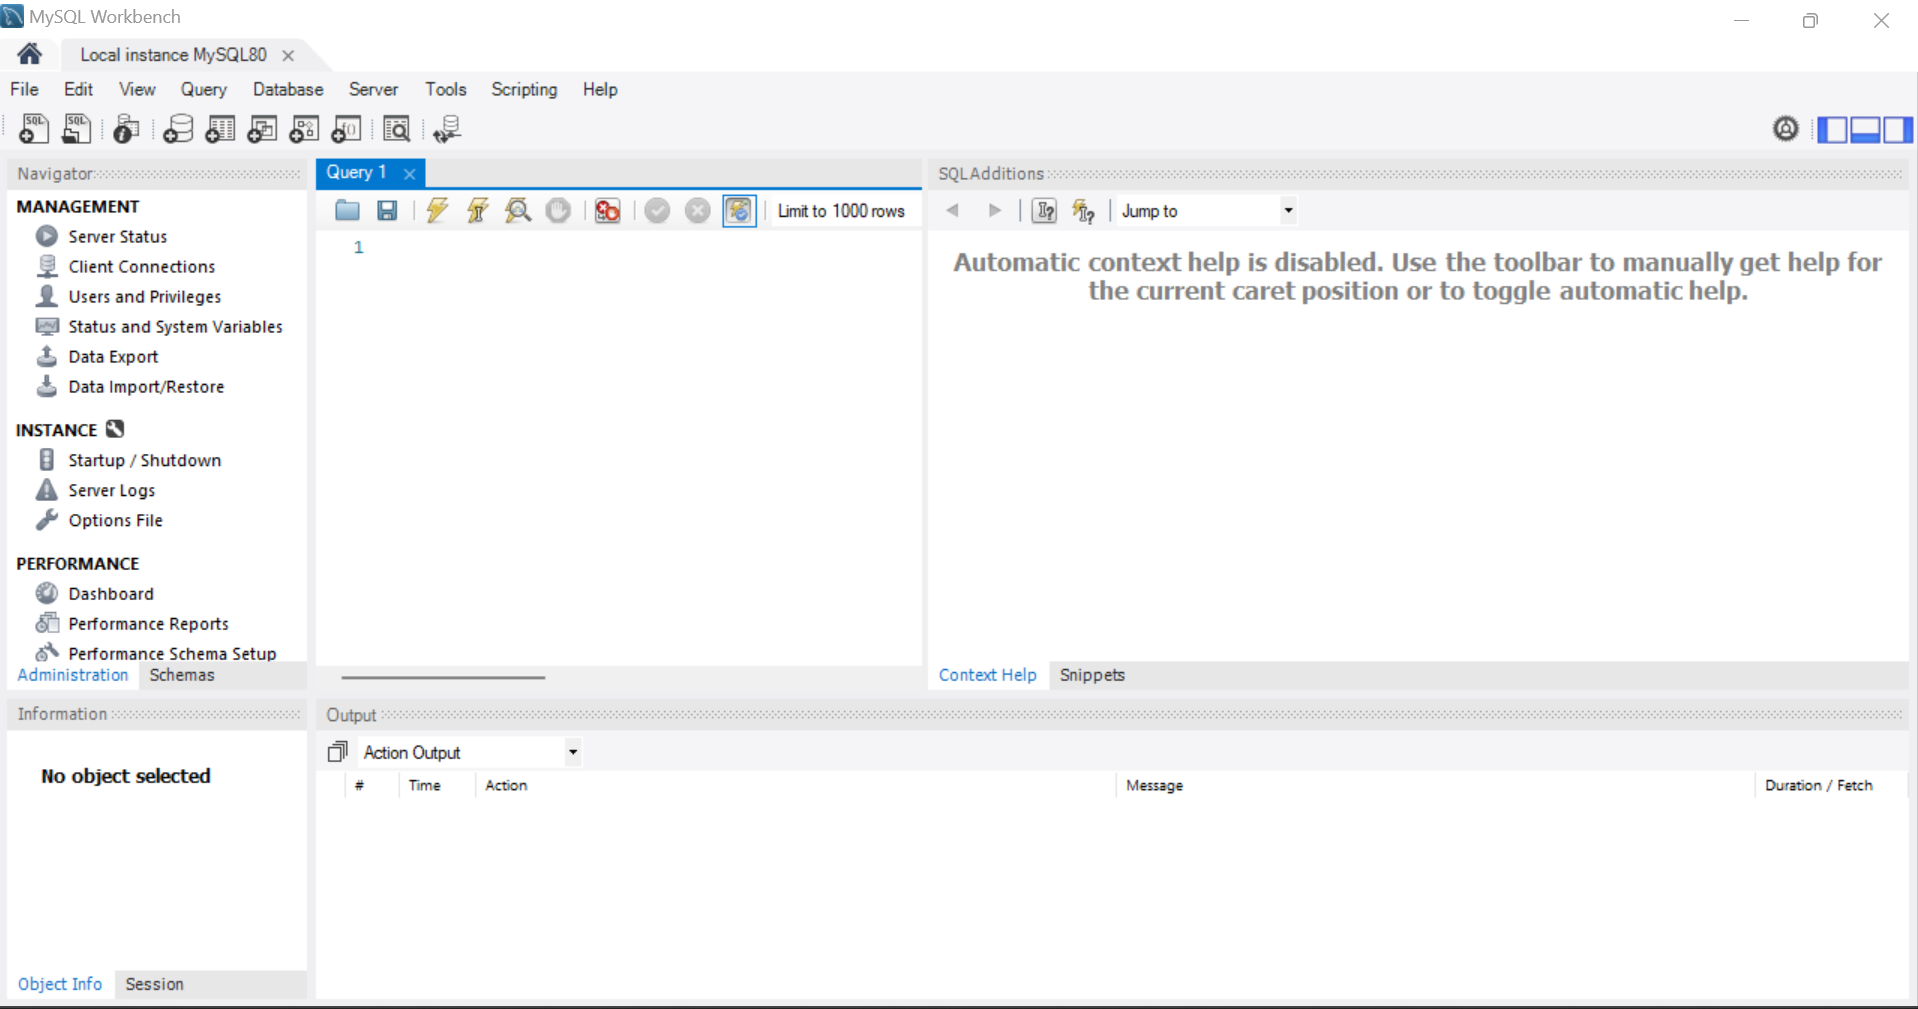 MySQL Workbench
Local instance MySQL80
File Edit View Query Database Server Tools Scripting Help
SQL SQL
Navigator
MANAGEMENT
Server Status
Client Connections
Users and Privileges
Status and System Variables
Data Export
Data Import/Restore
INSTANCE
Startup / Shutdown
Server Logs
Options File
PERFORMANCE
Dashboard
Performance Reports
Performance Schema Setup
Administration Schemas
Query 1
Limit to 1000 rows
1
SQLAdditions
Jump to
Automatic context help is disabled. Use the toolbar to manually get help for
the current caret position or to toggle automatic help.
Context Help Snippets
Information
No object selected
Object Info Session
Output
Action Output
# Time Action Message Duration / Fetch